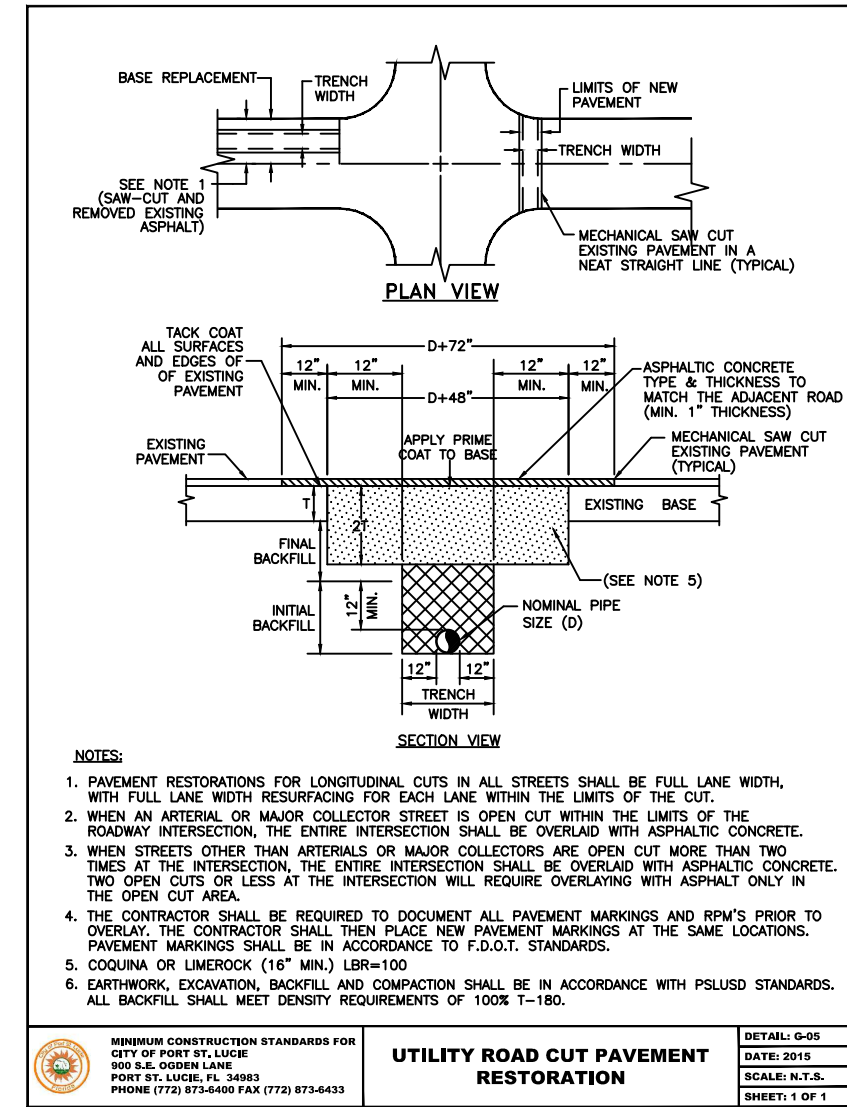 BASE REPLACEMENT
TRENCH
WIDTH
LIMITS OF NEW
PAVEMENT
TRENCH WIDTH
SEE NOTE 1
(SAW-CUT AND
REMOVED EXISTING
ASPHALT)
MECHANICAL SAW CUT
EXISTING PAVEMENT IN A
NEAT STRAIGHT LINE (TYPICAL)
PLAN VIEW
TACK COAT
ALL SURFACES
AND EDGES OF
OF EXISTING
PAVEMENT
D+72"
12" 12" 12" 12"
MIN. MIN. MIN. MIN.
D+48"
ASPHALTIC CONCRETE
TYPE & THICKNESS TO
MATCH THE ADJACENT ROAD
(MIN. 1" THICKNESS)
EXISTING
PAVEMENT
APPLY PRIME
COAT TO BASE
MECHANICAL SAW CUT
EXISTING PAVEMENT
(TYPICAL)
T
2T
EXISTING BASE
FINAL
BACKFILL
(SEE NOTE 5)
INITIAL
BACKFILL
12"
MIN.
NOMINAL PIPE
SIZE (D)
12" 12"
TRENCH
WIDTH
SECTION VIEW
NOTES:
1. PAVEMENT RESTORATIONS FOR LONGITUDINAL CUTS IN ALL STREETS SHALL BE FULL LANE WIDTH,
WITH FULL LANE WIDTH RESURFACING FOR EACH LANE WITHIN THE LIMITS OF THE CUT.
2. WHEN AN ARTERIAL OR MAJOR COLLECTOR STREET IS OPEN CUT WITHIN THE LIMITS OF THE
ROADWAY INTERSECTION, THE ENTIRE INTERSECTION SHALL BE OVERLAID WITH ASPHALTIC CONCRETE.
3. WHEN STREETS OTHER THAN ARTERIALS OR MAJOR COLLECTORS ARE OPEN CUT MORE THAN TWO
TIMES AT THE INTERSECTION, THE ENTIRE INTERSECTION SHALL BE OVERLAID WITH ASPHALTIC CONCRETE.
TWO OPEN CUTS OR LESS AT THE INTERSECTION WILL REQUIRE OVERLAYING WITH ASPHALT ONLY IN
THE OPEN CUT AREA.
4. THE CONTRACTOR SHALL BE REQUIRED TO DOCUMENT ALL PAVEMENT MARKINGS AND RPM'S PRIOR TO
OVERLAY. THE CONTRACTOR SHALL THEN PLACE NEW PAVEMENT MARKINGS AT THE SAME LOCATIONS.
PAVEMENT MARKINGS SHALL BE IN ACCORDANCE TO F.D.O.T. STANDARDS.
5. COQUINA OR LIMEROCK (16" MIN.) LBR=100
6. EARTHWORK, EXCAVATION, BACKFILL AND COMPACTION SHALL BE IN ACCORDANCE WITH PSLUSD STANDARDS.
ALL BACKFILL SHALL MEET DENSITY REQUIREMENTS OF 100% T-180.
MINIMUM CONSTRUCTION STANDARDS FOR
CITY OF PORT ST. LUCIE
900 S.E. OGDEN LANE
PORT ST. LUCIE, FL 34983
PHONE (772) 873-6400 FAX (772) 873-6433
UTILITY ROAD CUT PAVEMENT
RESTORATION
DETAIL: G-05
DATE: 2015
SCALE: N.T.S.
SHEET: 1 OF 1